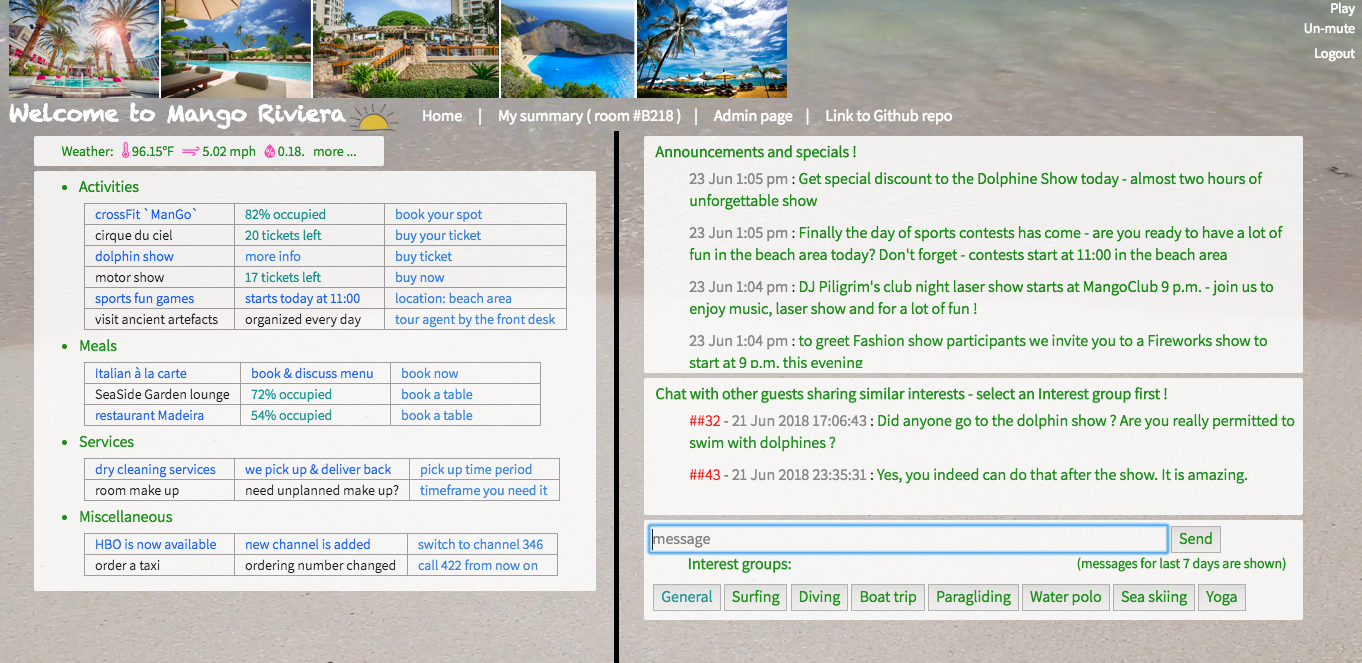 Play
Un-mute
Logout
Welcome to Mango Riviera
Home | My summary ( room #B218 ) | Admin page | Link to Github repo
Weather: 96.15°F 5.02 mph 0.18. more ...
Activities
crossFit `ManGo` 82% occupied book your spot
cirque du ciel 20 tickets left buy your ticket
dolphin show more info buy ticket
motor show 17 tickets left buy now
sports fun games starts today at 11:00 location: beach area
visit ancient artefacts organized every day tour agent by the front desk
Meals
Italian à la carte book & discuss menu book now
SeaSide Garden lounge 72% occupied book a table
restaurant Madeira 54% occupied book a table
Services
dry cleaning services we pick up & deliver back pick up time period
room make up need unplanned make up? timeframe you need it
Miscellaneous
HBO is now available new channel is added switch to channel 346
order a taxi ordering number changed call 422 from now on
Announcements and specials !
23 Jun 1:05 pm : Get special discount to the Dolphine Show today - almost two hours of
unforgettable show
23 Jun 1:05 pm : Finally the day of sports contests has come - are you ready to have a lot of
fun in the beach area today? Don't forget - contests start at 11:00 in the beach area
23 Jun 1:04 pm : DJ Piligrim's club night laser show starts at MangoClub 9 p.m. - join us to
enjoy music, laser show and for a lot of fun !
23 Jun 1:04 pm : to greet Fashion show participants we invite you to a Fireworks show to
start at 9 p.m. this evening
Chat with other guests sharing similar interests - select an Interest group first !
##32 - 21 Jun 2018 17:06:43 : Did anyone go to the dolphin show ? Are you really permitted to
swim with dolphines ?
##43 - 21 Jun 2018 23:35:31 : Yes, you indeed can do that after the show. It is amazing.
message Send
Interest groups: (messages for last 7 days are shown)
General Surfing Diving Boat trip Paragliding Water polo Sea skiing Yoga